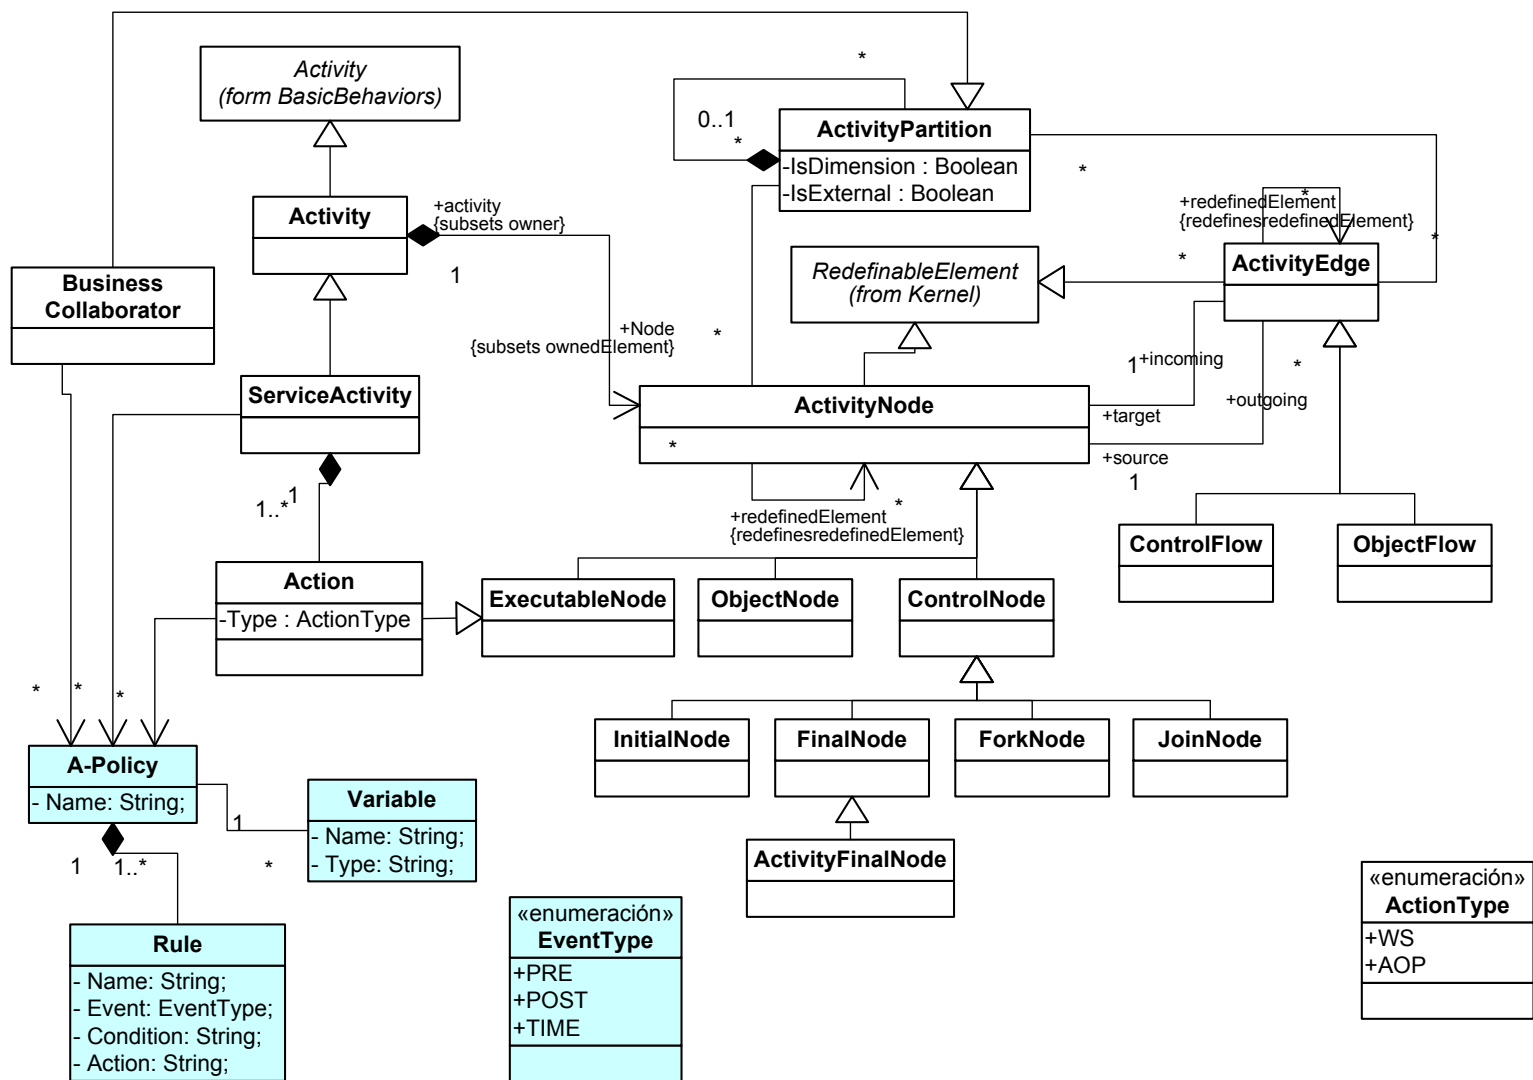 Activity
(form BasicBehaviors)
*
0..1
*
ActivityPartition
-IsDimension : Boolean
-IsExternal : Boolean
*
*
+redefinedElement
{redefinesredefinedElement}
*
Activity
+activity
{subsets owner}
1
RedefinableElement
(from Kernel)
*
ActivityEdge
Business
Collaborator
+Node
{subsets ownedElement}
*
1
+incoming
*
ServiceActivity
ActivityNode
*
+target
+outgoing
+source
1
1
1..*
+redefinedElement
{redefinesredefinedElement}
*
ControlFlow
ObjectFlow
Action
-Type : ActionType
ExecutableNode
ObjectNode
ControlNode
*
*
*
InitialNode
FinalNode
ForkNode
JoinNode
A-Policy
- Name: String;
1
Variable
- Name: String;
- Type: String;
1
1..*
*
ActivityFinalNode
«enumeración»
ActionType
+WS
+AOP
«enumeración»
EventType
+PRE
+POST
+TIME
Rule
- Name: String;
- Event: EventType;
- Condition: String;
- Action: String;